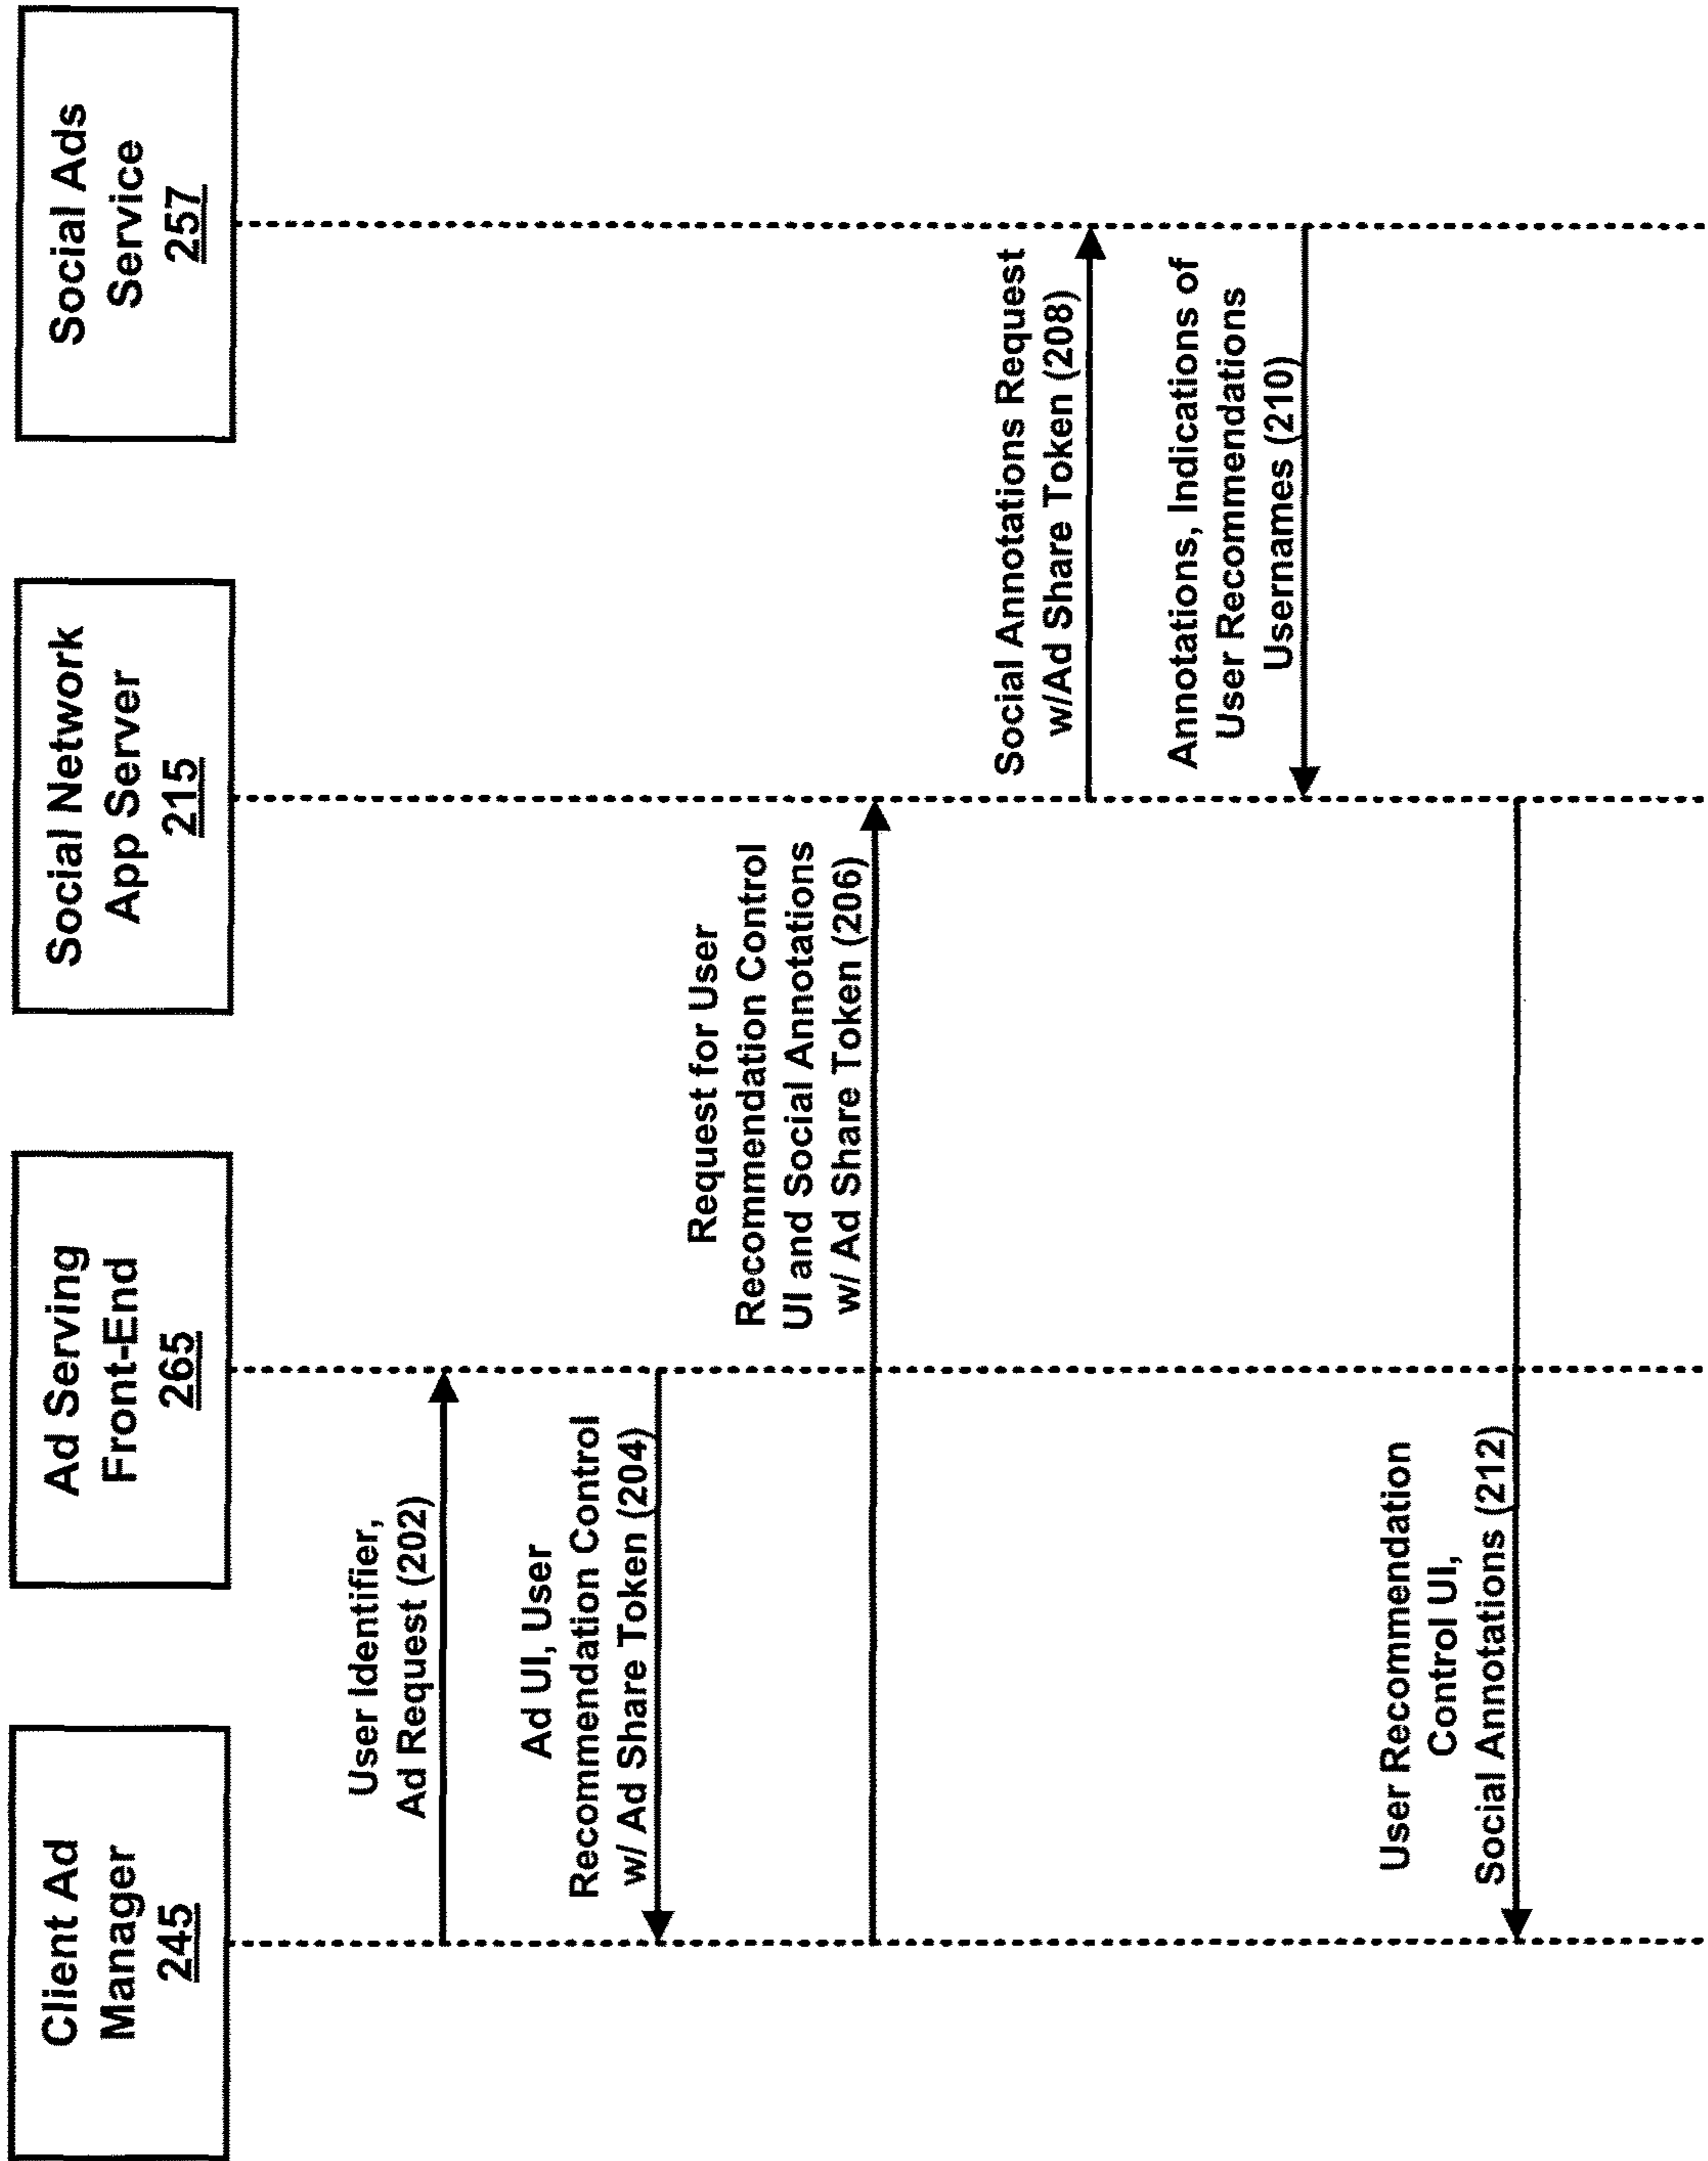 Client Ad
Manager
245
Ad Serving
Front-End
265
Social Network
App Server
215
Social Ads
Service
257
User Identifier,
Ad Request (202)
Ad UI, User
Recommendation Control
w/ Ad Share Token (204)
Request for User
Recommendation Control
UI and Social Annotations
w/ Ad Share Token (206)
Social Annotations Request
w/Ad Share Token (208)
Annotations, Indications of
User Recommendations
Usernames (210)
User Recommendation
Control UI,
Social Annotations (212)